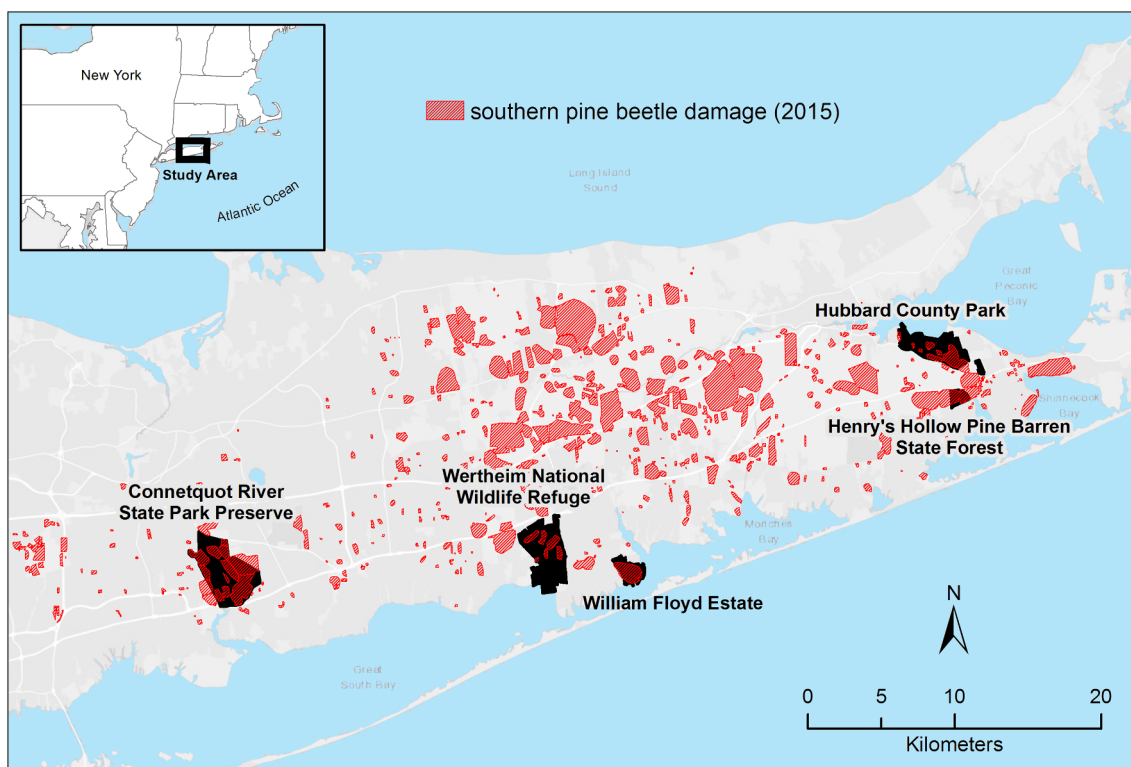 New York
Study Area
Atlantic Ocean
southern pine beetle damage (2015)
Long Island
Sound
Great
Peconic
Bay
Hubbard County Park
Shinnecock
Bay
Henry's Hollow Pine Barren
State Forest
Wertheim National
Wildlife Refuge
Connetquot River
State Park Preserve
Moriches
Bay
William Floyd Estate
N
Great
South Bay
0 5 10 20
Kilometers